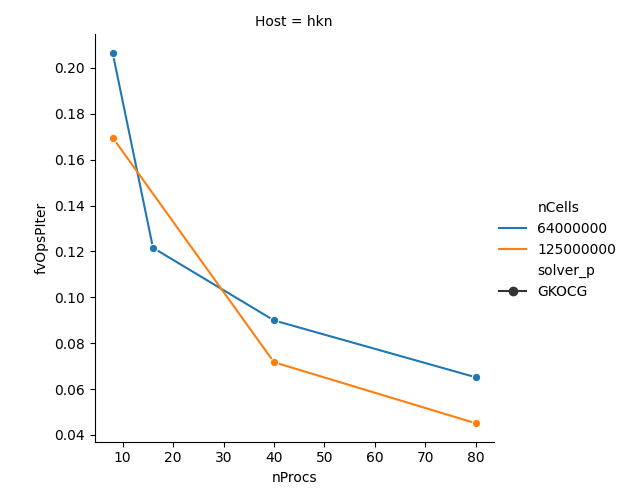 Host = hkn
0.20
0.18
0.16
0.14
0.12
0.10
0.08
0.06
0.04
fvOpsPIter
10 20 30 40 50 60 70 80
nProcs
nCells
64000000
125000000
solver_p
GKOCG